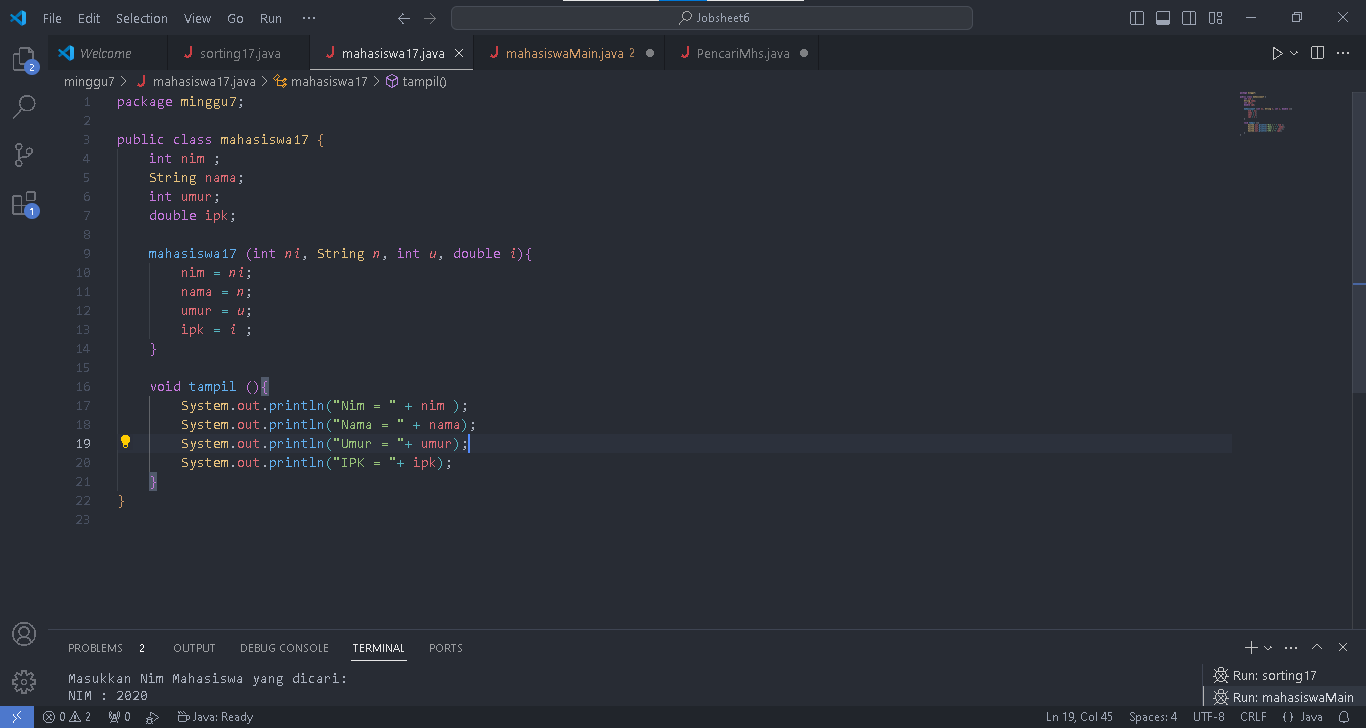 File Edit Selection View Go Run ··· Jobsheet6
Welcome sorting17.java mahasiswa17.java mahasiswaMain.java 2 PencariMhs.java
minggu7 > mahasiswa17.java > mahasiswa17 > tampil()
1 package minggu7;
2
3 public class mahasiswa17 {
4 int nim ;
5 String nama;
6 int umur;
7 double ipk;
8
9 mahasiswa17 (int ni, String n, int u, double i){
10 nim = ni;
11 nama = n;
12 umur = u;
13 ipk = i ;
14 }
15
16 void tampil (){
17 System.out.println("Nim = " + nim );
18 System.out.println("Nama = " + nama);
19 System.out.println("Umur = "+ umur);
20 System.out.println("IPK = "+ ipk);
21 }
22 }
23
2
1
PROBLEMS 2 OUTPUT DEBUG CONSOLE TERMINAL PORTS
Masukkan Nim Mahasiswa yang dicari:
NIM : 2020
Run: sorting17
Run: mahasiswaMain
0 2 0 Java: Ready Ln 19, Col 45 Spaces: 4 UTF-8 CRLF {} Java